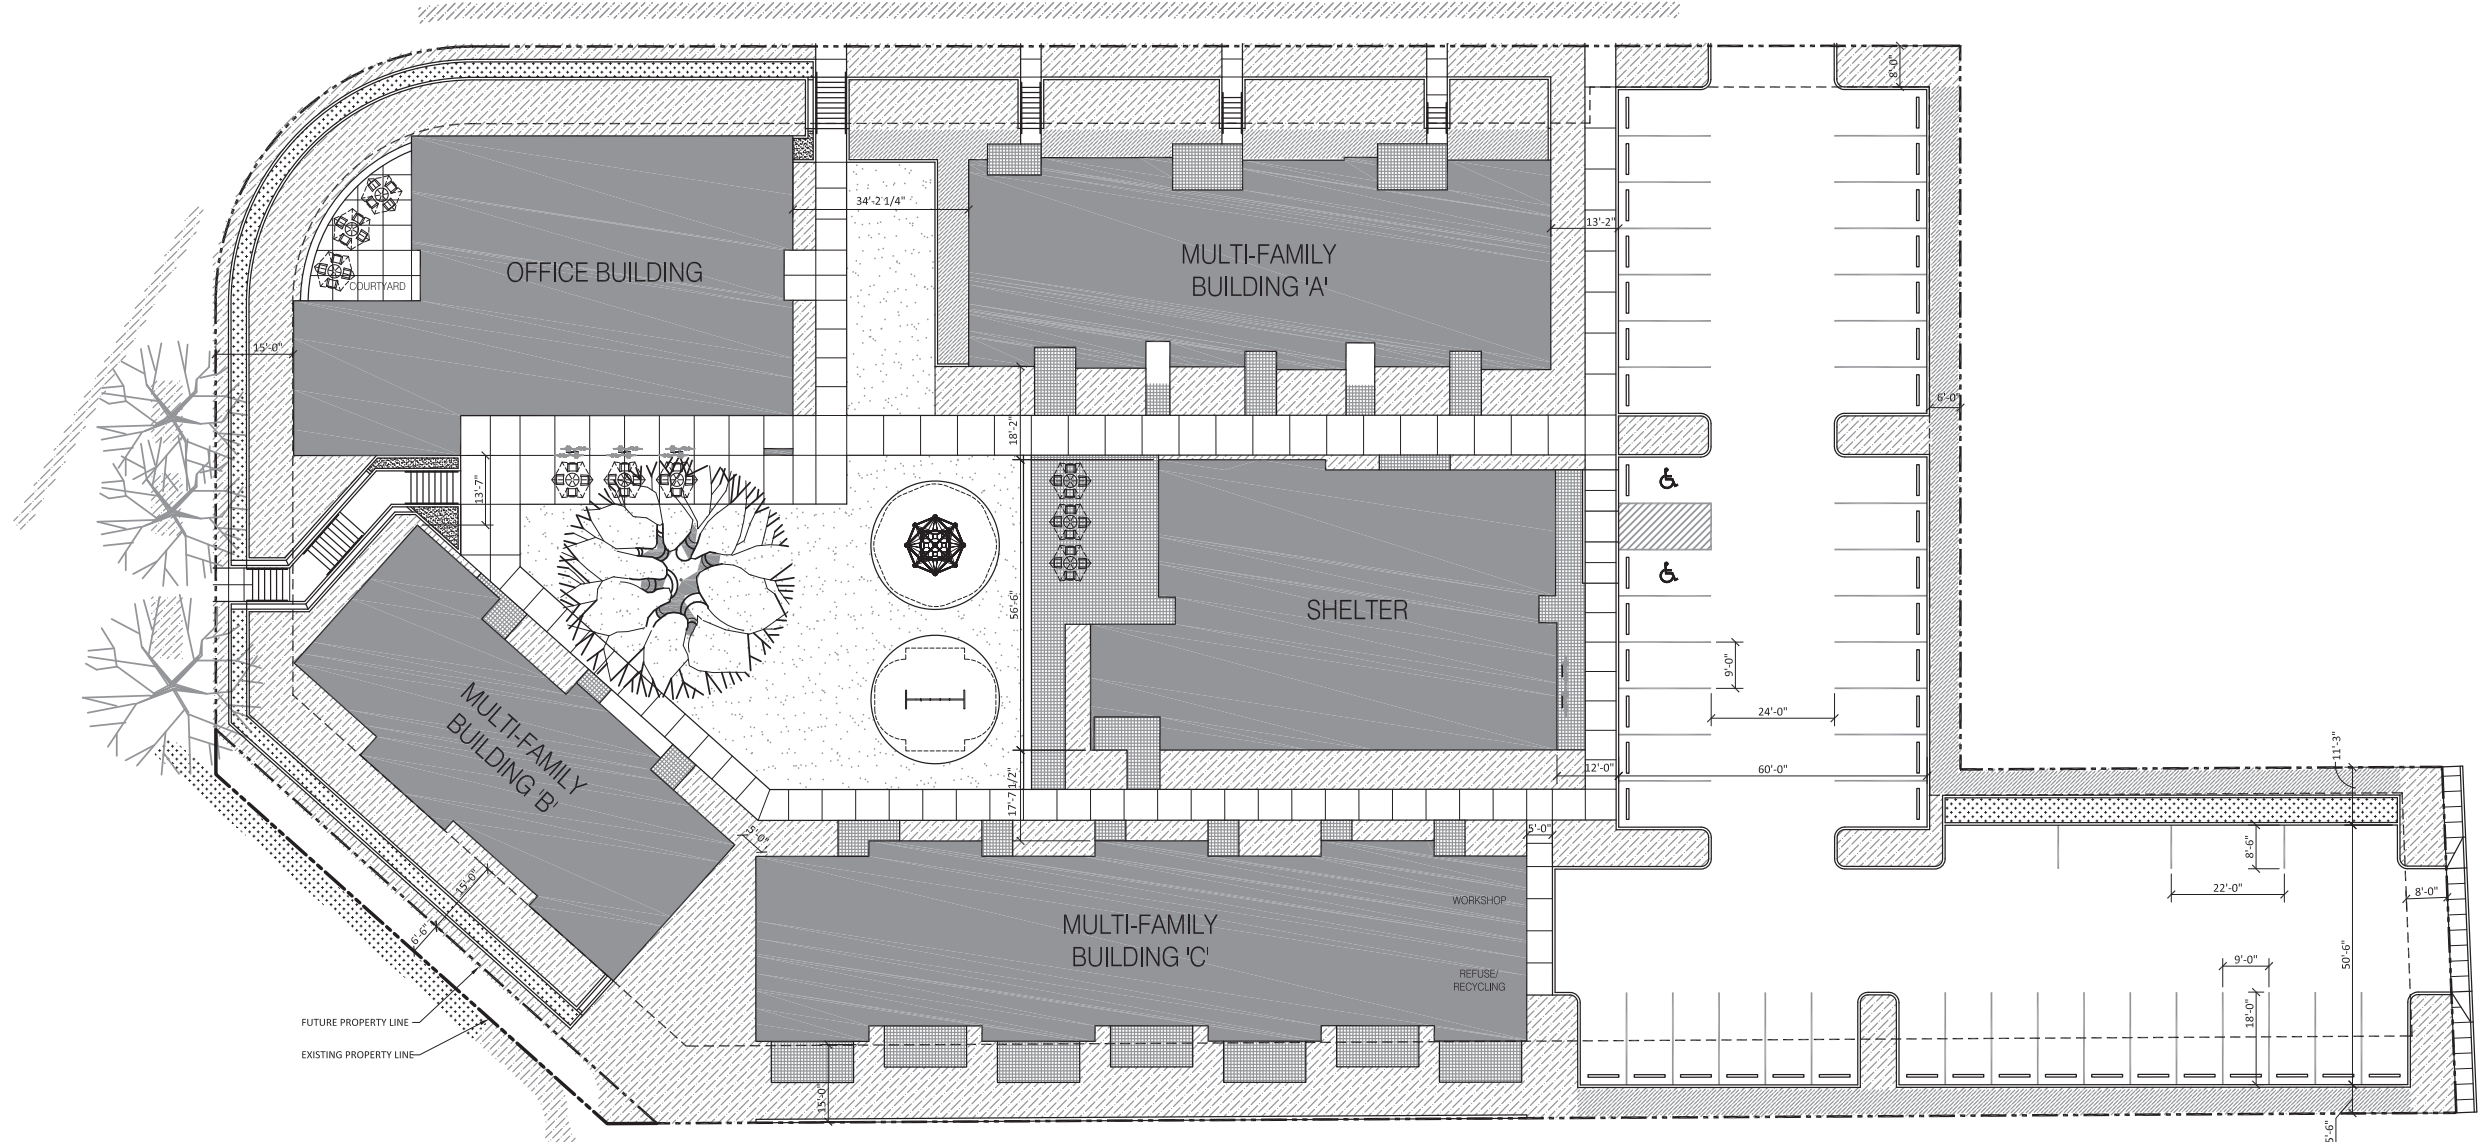 8'-0"
34'-2 1/4"
13'-2"
MULTI-FAMILY
BUILDING 'A'
OFFICE BUILDING
COURTYARD
15'-0"
6'-0"
18'-2"
13'-7"
56'-6"
SHELTER
9'-0"
24'-0"
MULTI-FAMILY
BUILDING 'B'
11'-3"
12'-0"
60'-0"
17'-7 1/2"
5'-0"
5'-0"
8'-6"
22'-0"
8'-0"
15'-0"
WORKSHOP
MULTI-FAMILY
BUILDING 'C'
6'-6"
50'-6"
9'-0"
REFUSE/
RECYCLING
18'-0"
FUTURE PROPERTY LINE
EXISTING PROPERTY LINE
15'-0"
5'-6"